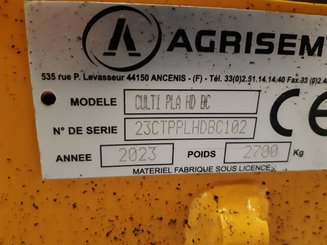 AGRISEM
535 rue P. Levasseur 44150 ANCENIS - (F) - Tél. 33(0)2.51.14.14.40 Fax.33 (0)2.4
MODELE CULTI PLA HD BC
N° DE SERIE 23CTPPLHDBC102
ANNEE 2023 POIDS 2700 Kg
MATERIEL FABRIQUE SOUS LICENCE